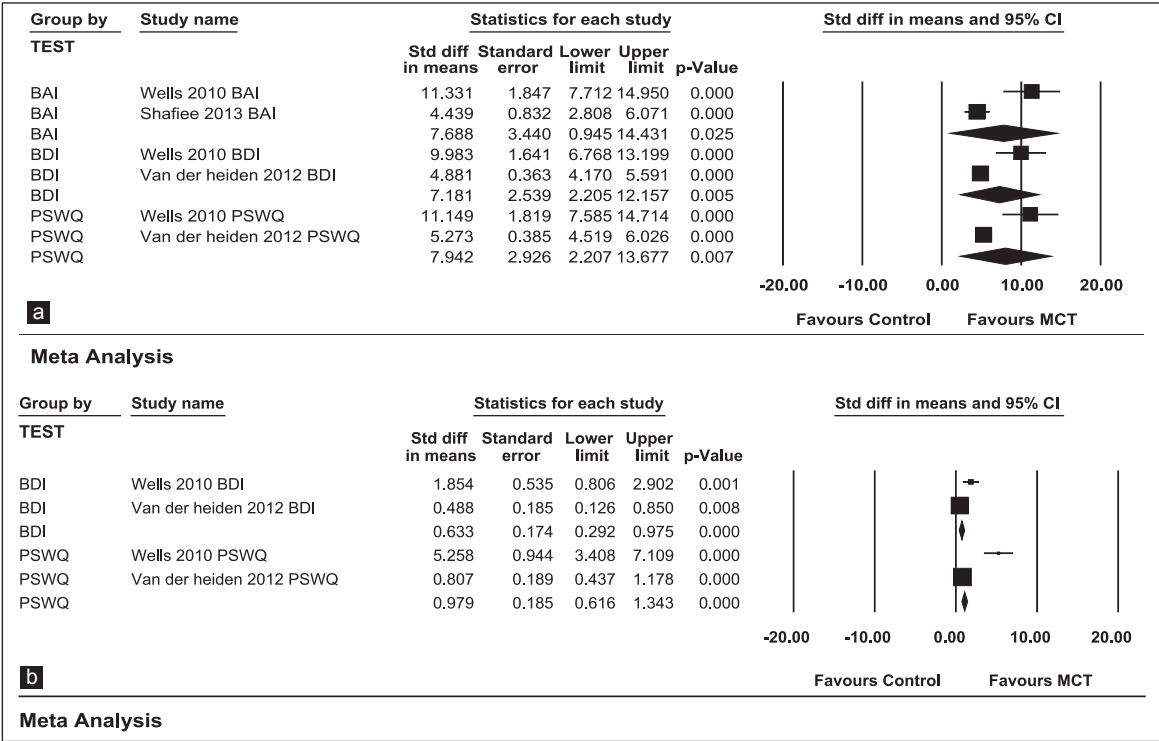 Group by Study name Statistics for each study Std diff in means and 95% CI
TEST
Std diff Standard Lower Upper
in means error limit limit p-Value
BAI Wells 2010 BAI 11.331 1.847 7.712 14.950 0.000
BAI Shafiee 2013 BAI 4.439 0.832 2.808 6.071 0.000
BAI 7.688 3.440 0.945 14.431 0.025
BDI Wells 2010 BDI 9.983 1.641 6.768 13.199 0.000
BDI Van der heiden 2012 BDI 4.881 0.363 4.170 5.591 0.000
BDI 7.181 2.539 2.205 12.157 0.005
PSWQ Wells 2010 PSWQ 11.149 1.819 7.585 14.714 0.000
PSWQ Van der heiden 2012 PSWQ 5.273 0.385 4.519 6.026 0.000
PSWQ 7.942 2.926 2.207 13.677 0.007
-20.00 -10.00 0.00 10.00 20.00
a Favours Control Favours MCT
Meta Analysis
Group by Study name Statistics for each study Std diff in means and 95% CI
TEST
Std diff Standard Lower Upper
in means error limit limit p-Value
BDI Wells 2010 BDI 1.854 0.535 0.806 2.902 0.001
BDI Van der heiden 2012 BDI 0.488 0.185 0.126 0.850 0.008
BDI 0.633 0.174 0.292 0.975 0.000
PSWQ Wells 2010 PSWQ 5.258 0.944 3.408 7.109 0.000
PSWQ Van der heiden 2012 PSWQ 0.807 0.189 0.437 1.178 0.000
PSWQ 0.979 0.185 0.616 1.343 0.000
-20.00 -10.00 0.00 10.00 20.00
b Favours Control Favours MCT
Meta Analysis